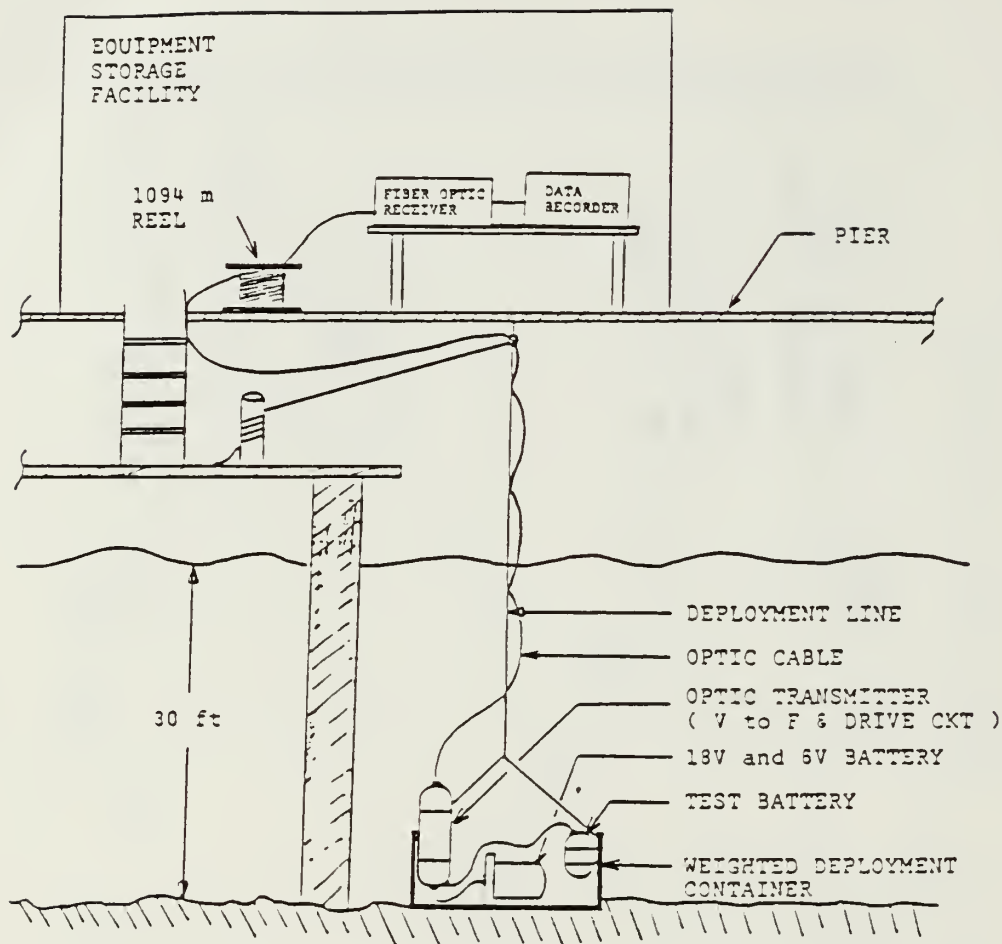 EQUIPMENT
STORAGE
FACILITY
1094 m
REEL
FIBER OPTIC
RECEIVER
DATA
RECORDER
PIER
DEPLOYMENT LINE
OPTIC CABLE
OPTIC TRANSMITTER
( V to F & DRIVE CKT )
18V and 6V BATTERY
TEST BATTERY
WEIGHTED DEPLOYMENT
CONTAINER
30 ft